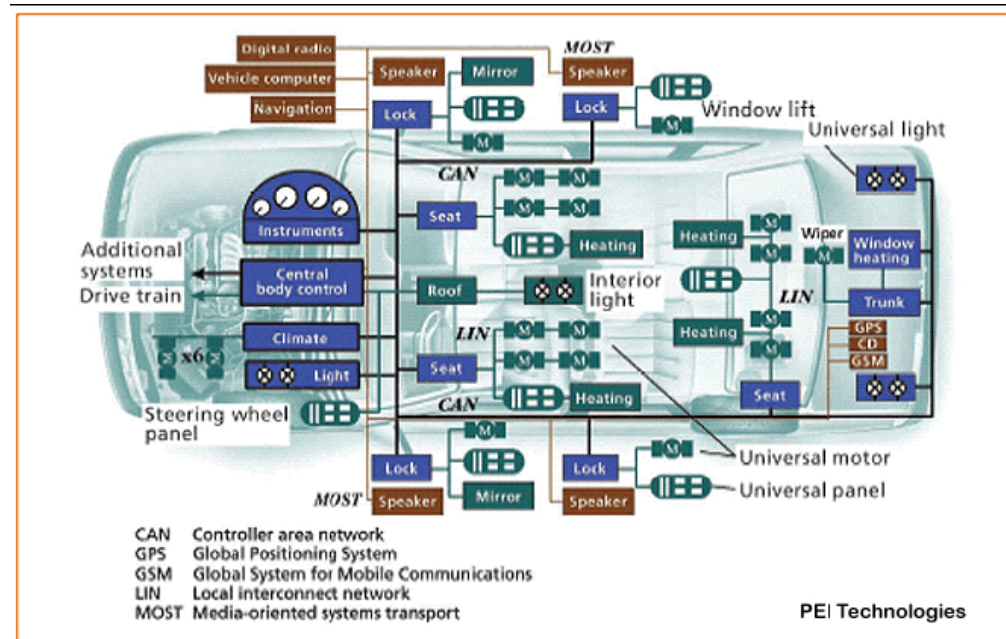 Digital radio
Vehicle computer
Navigation
MOST
Speaker
Mirror
Speaker
Lock
Lock
Window lift
Universal light
CAN
M
M
M
M
Instruments
Seat
M
M
Heating
Heating
M
M
Wiper
M
Window
heating
Additional
systems
Drive train
Central
body control
Roof
Interior
light
LIN
Trunk
Climate
LIN
M
M
Heating
M
GPS
CD
GSM
M
x6
M
Light
Seat
M
M
M
CAN
Heating
Seat
Steering wheel
panel
M
M
Lock
Lock
Universal motor
MOST
Speaker
Mirror
Speaker
Universal panel
CAN Controller area network
GPS Global Positioning System
GSM Global System for Mobile Communications
LIN Local interconnect network
MOST Media-oriented systems transport
PEI Technologies